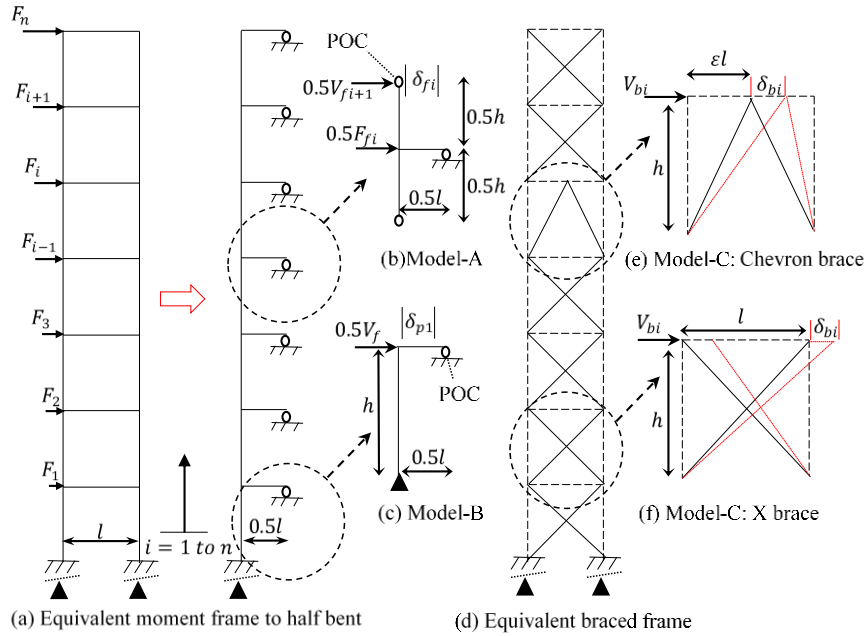 F_n
F_{i+1}
F_i
F_{i-1}
F_3
F_2
F_1
l
i = 1 to n
0.5l
(a) Equivalent moment frame to half bent
POC
0.5V_{fi+1}
|δ_{fi}|
0.5h
0.5F_{fi}
0.5h
0.5l
(b)Model-A
0.5V_f
|δ_{p1}|
POC
h
0.5l
(c) Model-B
(d) Equivalent braced frame
εl
V_{bi}
|δ_{bi}|
h
(e) Model-C: Chevron brace
V_{bi}
l
|δ_{bi}|
h
(f) Model-C: X brace